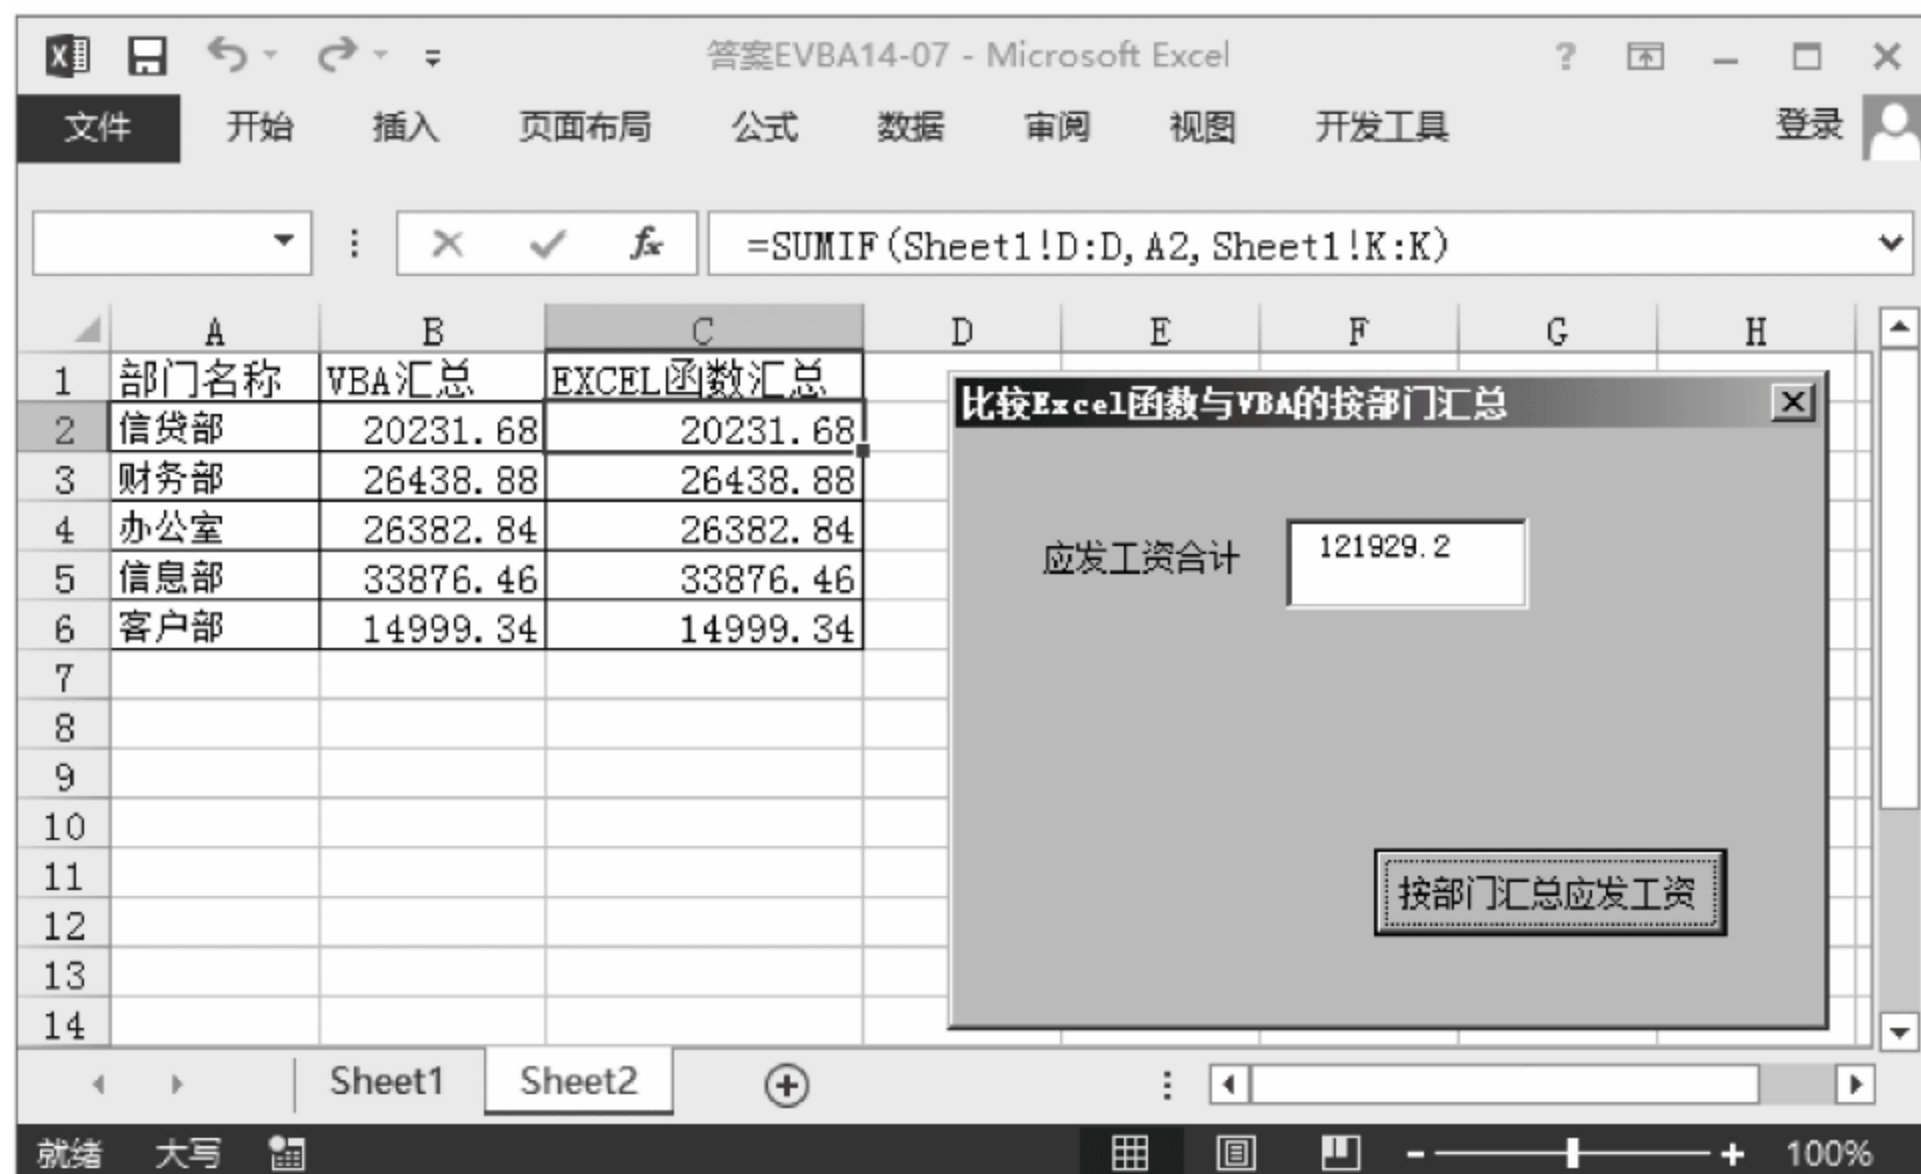 答案EVBA14-07 - Microsoft Excel ?
文件 开始 插入 页面布局 公式 数据 审阅 视图 开发工具 登录
fx =SUMIF(Sheet1!D:D,A2,Sheet1!K:K)
A B C D E F G H
1 部门名称 VBA汇总 EXCEL函数汇总
2 信贷部 20231.68 20231.68
3 财务部 26438.88 26438.88
4 办公室 26382.84 26382.84
5 信息部 33876.46 33876.46
6 客户部 14999.34 14999.34
7
8
9
10
11
12
13
14
比较Excel函数与VBA的按部门汇总
应发工资合计 121929.2
按部门汇总应发工资
Sheet1 Sheet2
就绪 大写 100%